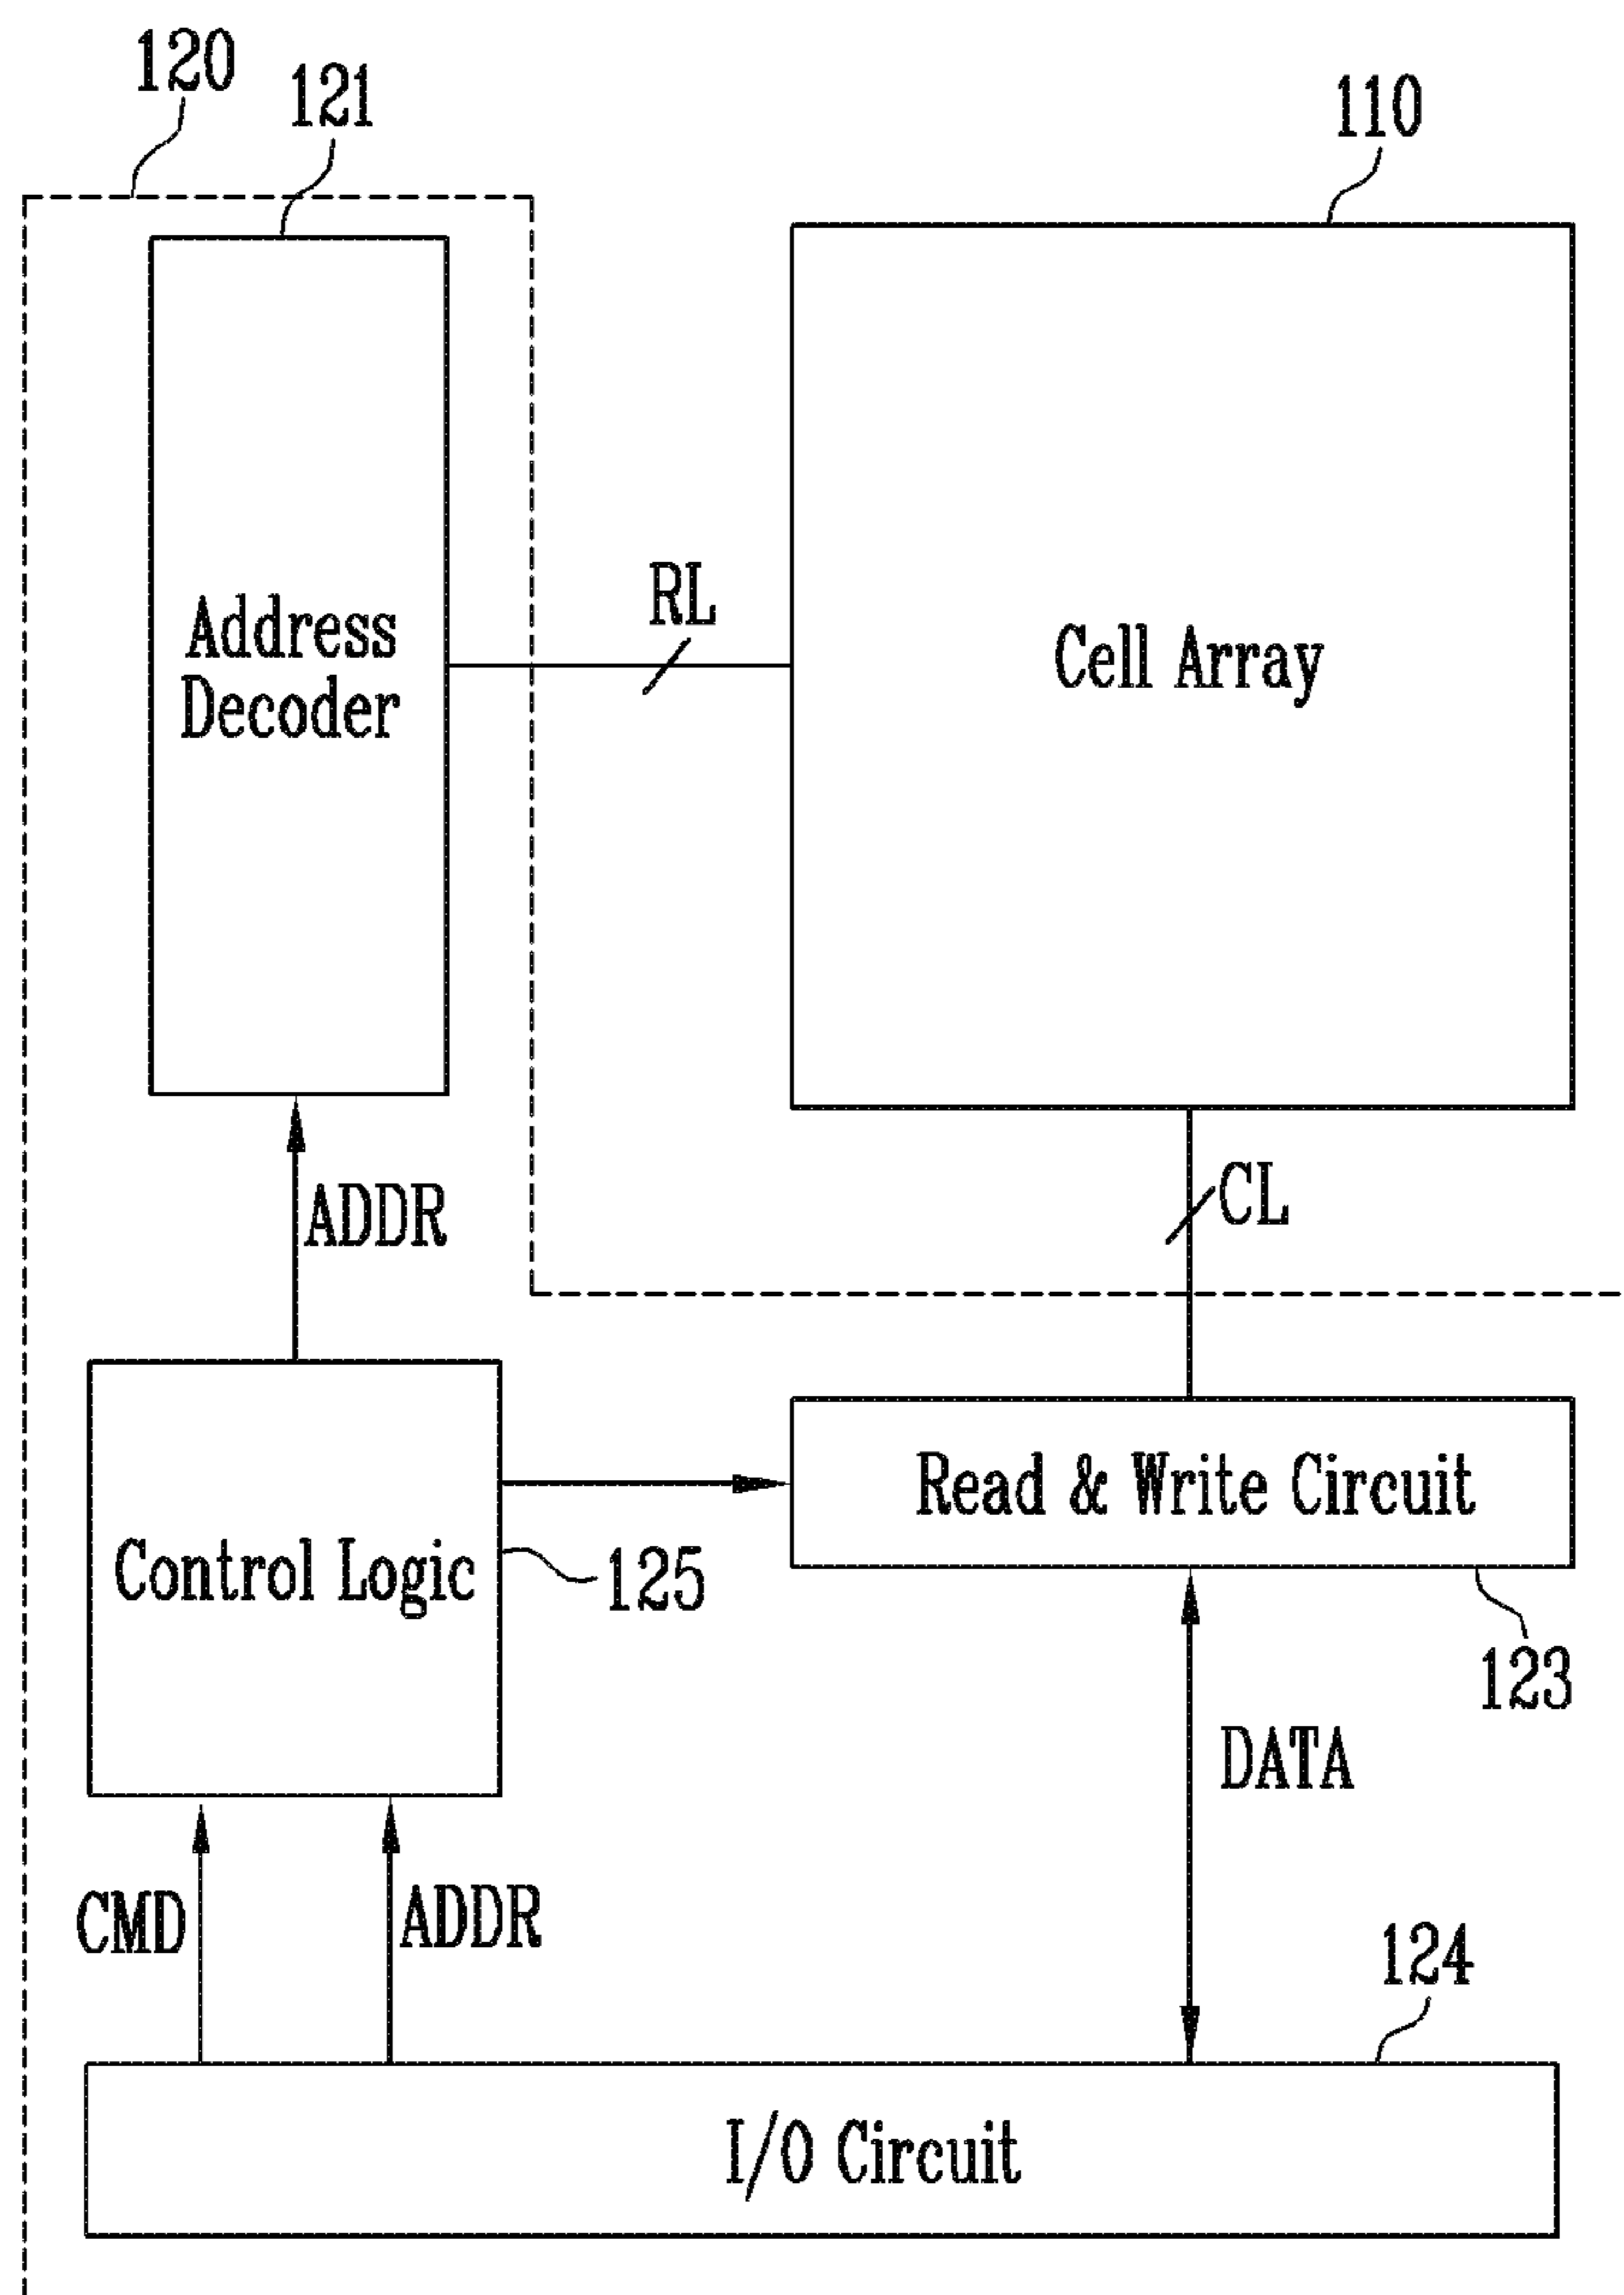 120
121
110
Address
Decoder
RL
Cell Array
ADDR
CL
Control Logic
125
Read & Write Circuit
123
DATA
CMD
ADDR
124
I/O Circuit